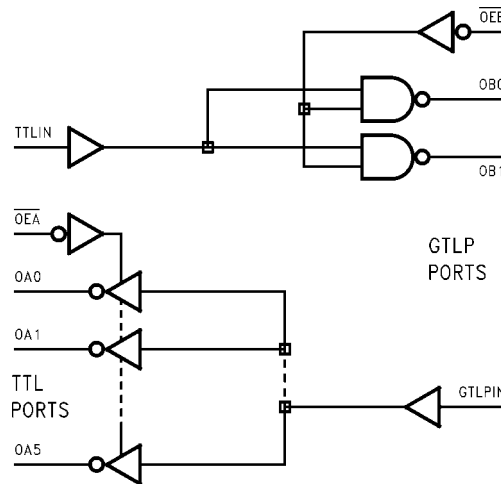 OEB
OB0
TTLIN
OB1
OEA
GTLP
PORTS
OA0
OA1
TTL
PORTS
GTLPIN
OA5